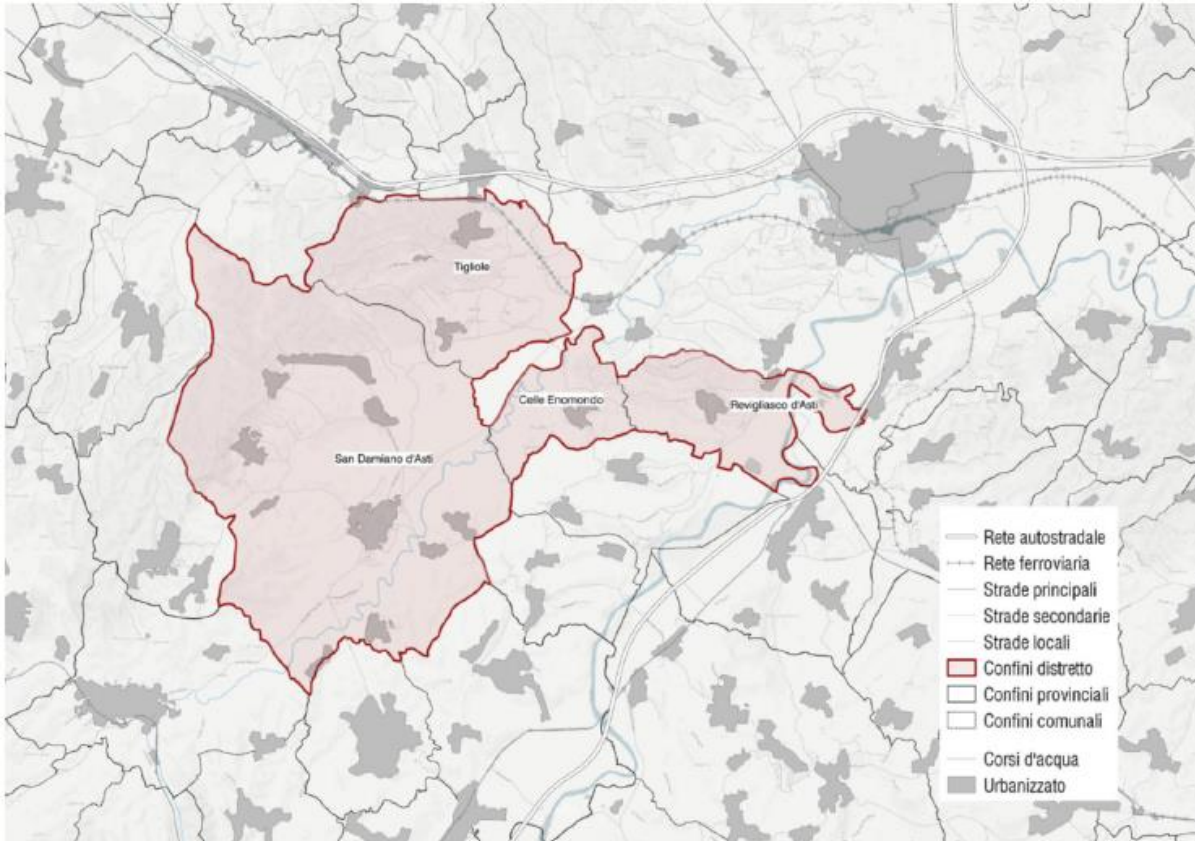 Tigliole
Celle Enomondo
Revigliasco d'Asti
San Damiano d'Asti
Rete autostradale
Rete ferroviaria
Strade principali
Strade secondarie
Strade locali
Confini distretto
Confini provinciali
Confini comunali
Corsi d'acqua
Urbanizzato